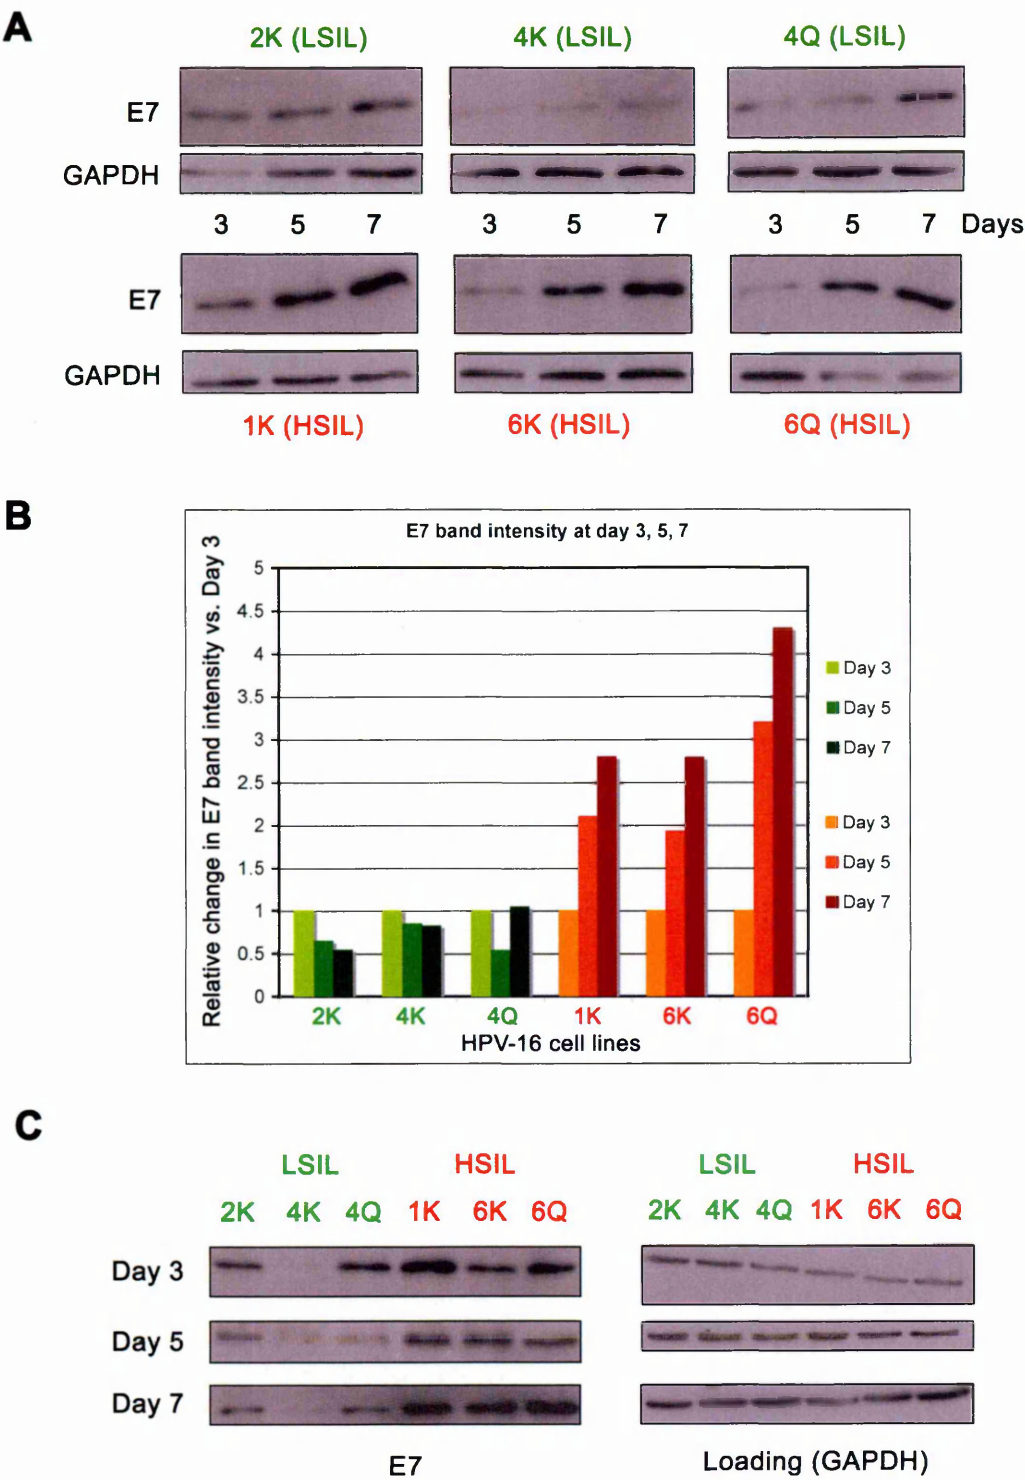 A
2K (LSIL) 4K (LSIL) 4Q (LSIL)
E7
GAPDH
3 5 7 3 5 7 3 5 7 Days
E7
GAPDH
1K (HSIL) 6K (HSIL) 6Q (HSIL)
B
E7 band intensity at day 3, 5, 7
Relative change in E7 band intensity vs. Day 3
5
4.5
4
3.5
3
2.5
2
1.5
1
0.5
0
Day 3
Day 5
Day 7
Day 3
Day 5
Day 7
2K 4K 4Q 1K 6K 6Q
HPV-16 cell lines
C
LSIL HSIL LSIL HSIL
2K 4K 4Q 1K 6K 6Q 2K 4K 4Q 1K 6K 6Q
Day 3
Day 5
Day 7
E7 Loading (GAPDH)